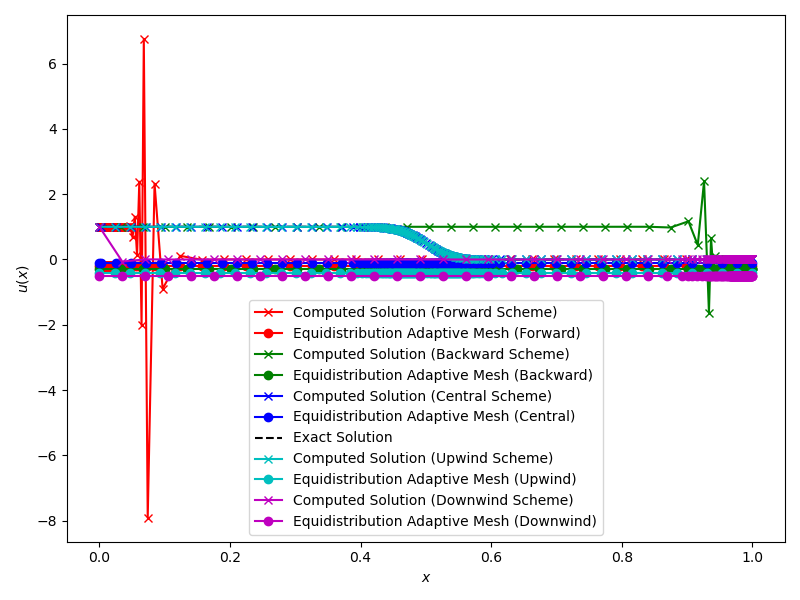 6
4
2
0
−2
−4
−6
−8
u(x)
Computed Solution (Forward Scheme)
Equidistribution Adaptive Mesh (Forward)
Computed Solution (Backward Scheme)
Equidistribution Adaptive Mesh (Backward)
Computed Solution (Central Scheme)
Equidistribution Adaptive Mesh (Central)
Exact Solution
Computed Solution (Upwind Scheme)
Equidistribution Adaptive Mesh (Upwind)
Computed Solution (Downwind Scheme)
Equidistribution Adaptive Mesh (Downwind)
0.0 0.2 0.4 0.6 0.8 1.0
x